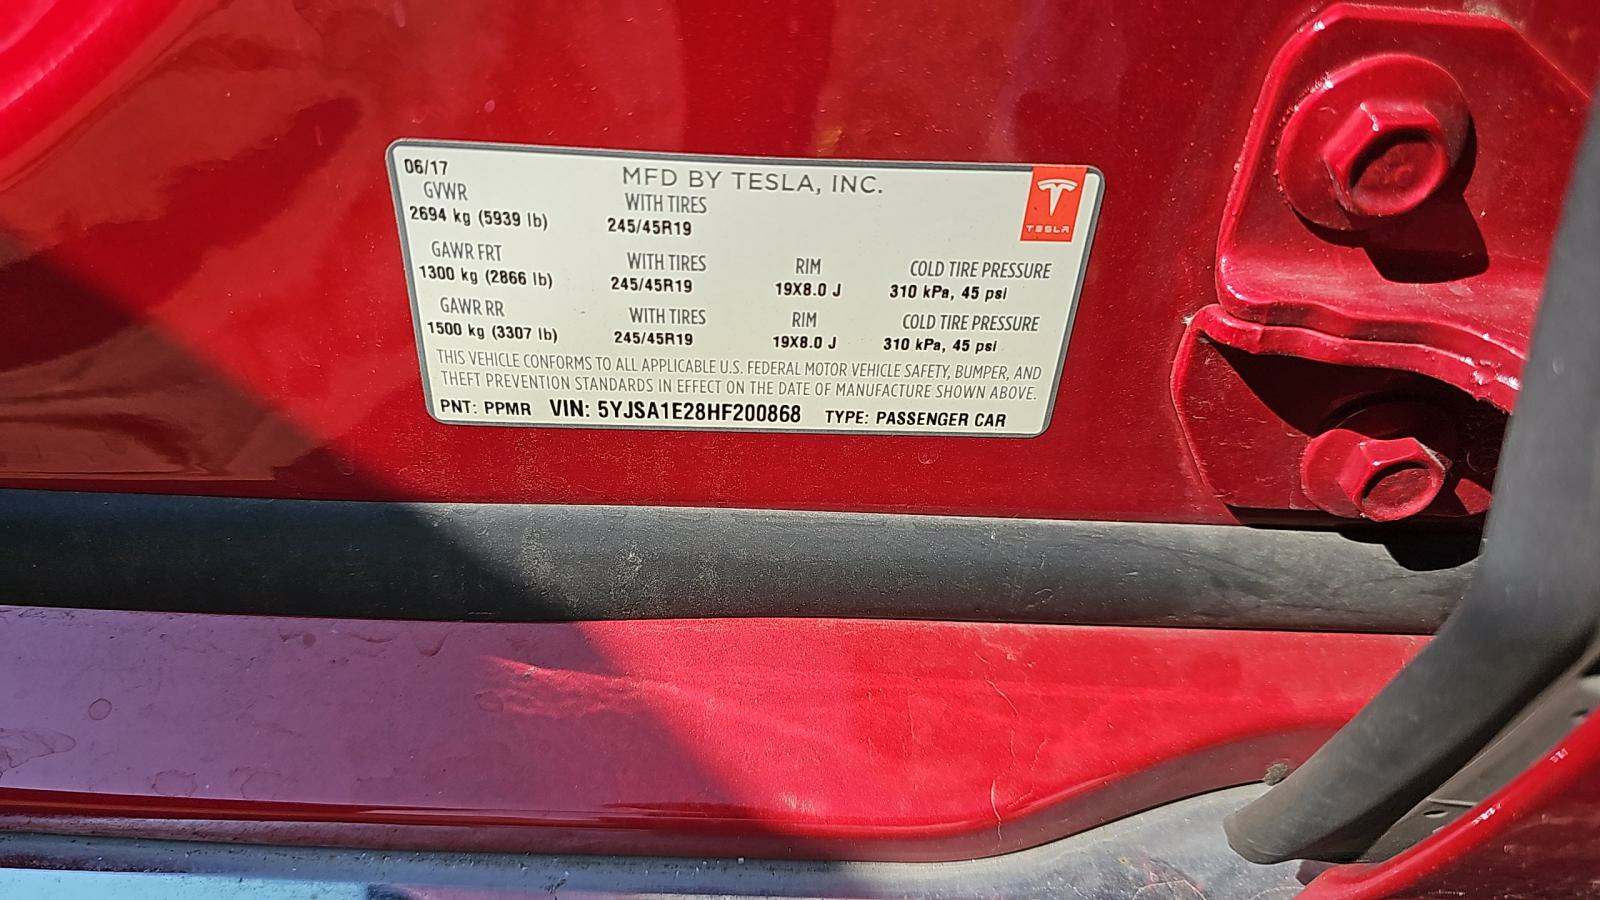 06/17 MFD BY TESLA, INC.
GVWR WITH TIRES
2694 kg (5939 lb) 245/45R19
TESLA
GAWR FRT WITH TIRES RIM COLD TIRE PRESSURE
1300 kg (2866 lb) 245/45R19 19X8.0 J 310 kPa, 45 psi
GAWR RR WITH TIRES RIM COLD TIRE PRESSURE
1500 kg (3307 lb) 245/45R19 19X8.0 J 310 kPa, 45 psi
THIS VEHICLE CONFORMS TO ALL APPLICABLE U.S. FEDERAL MOTOR VEHICLE SAFETY, BUMPER, AND
THEFT PREVENTION STANDARDS IN EFFECT ON THE DATE OF MANUFACTURE SHOWN ABOVE.
PNT: PPMR VIN: 5YJSA1E28HF200868 TYPE: PASSENGER CAR